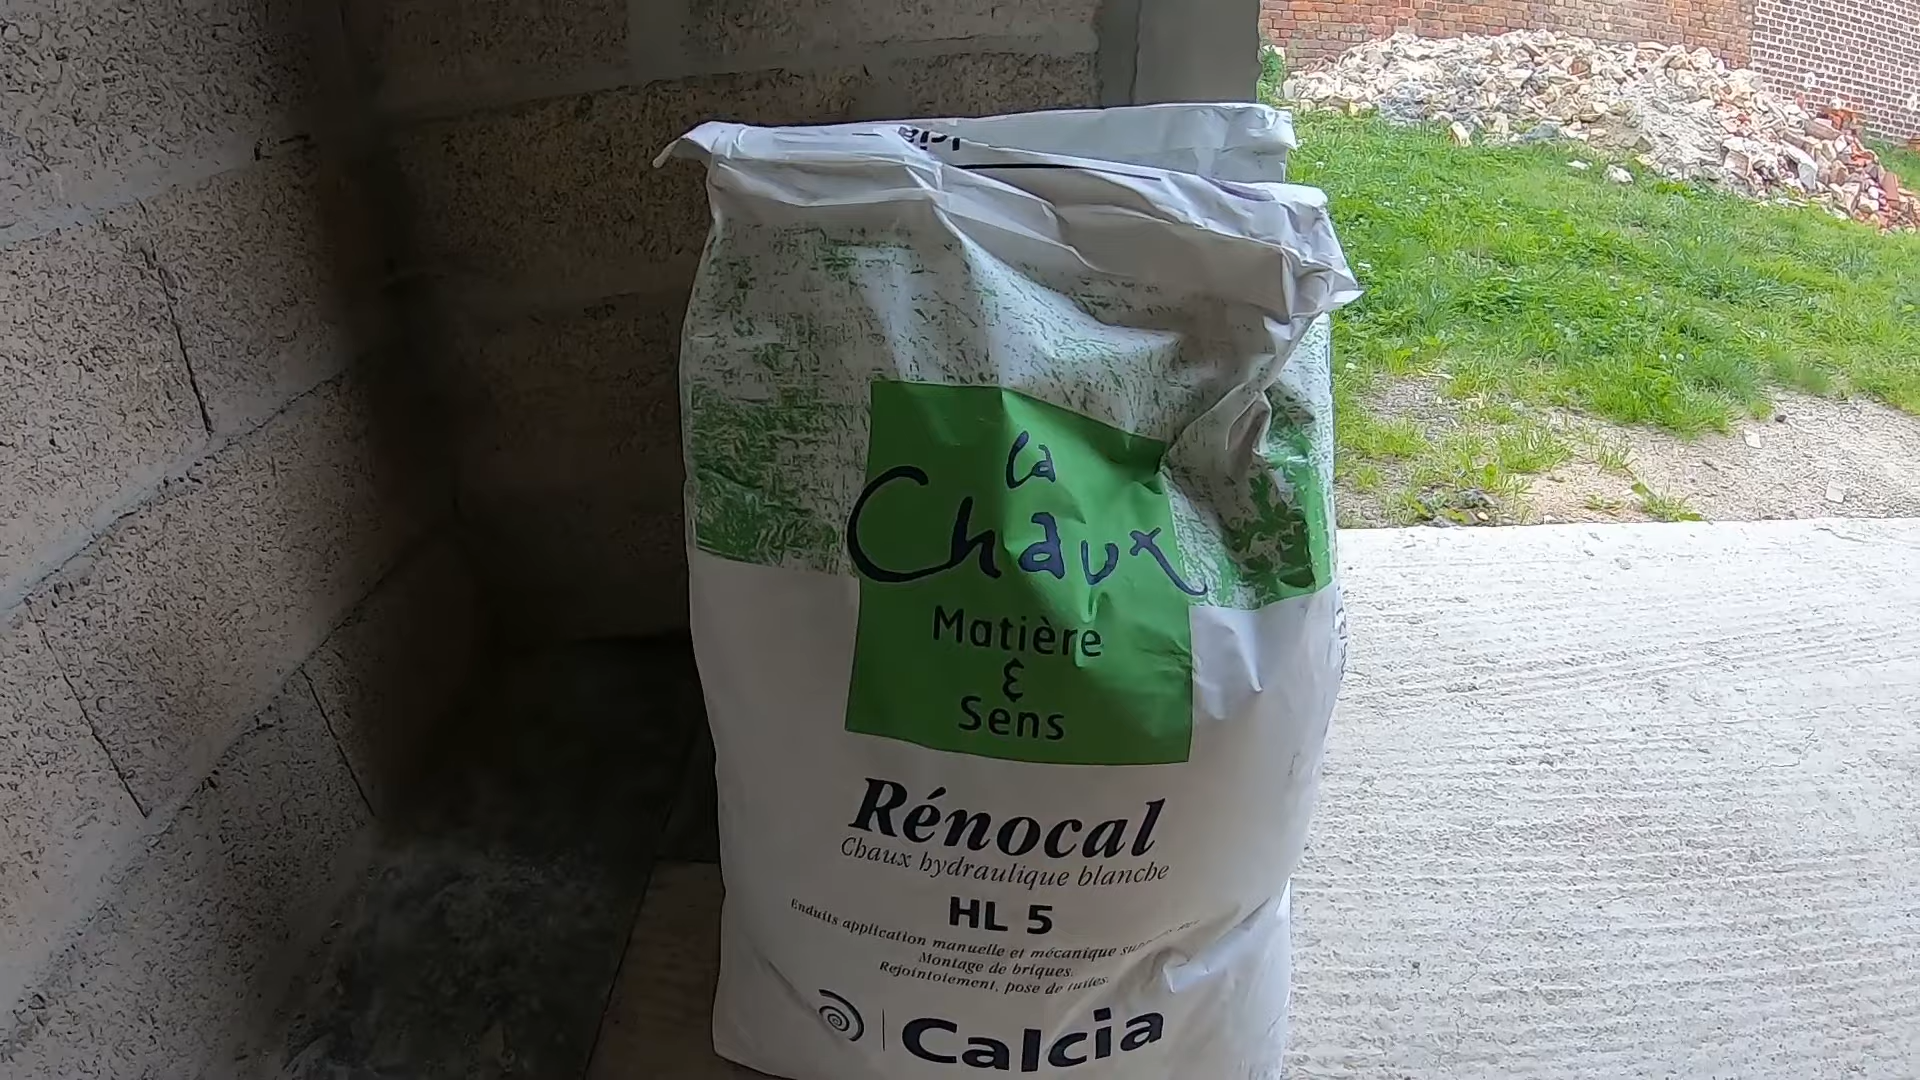 La
Chaux
Matière
&
Sens
Rénocal
Chaux hydraulique blanche
HL 5
Enduits application manuelle et mécanique
Montage de briques.
Rejointoiement, pose de tuiles.
Calcia